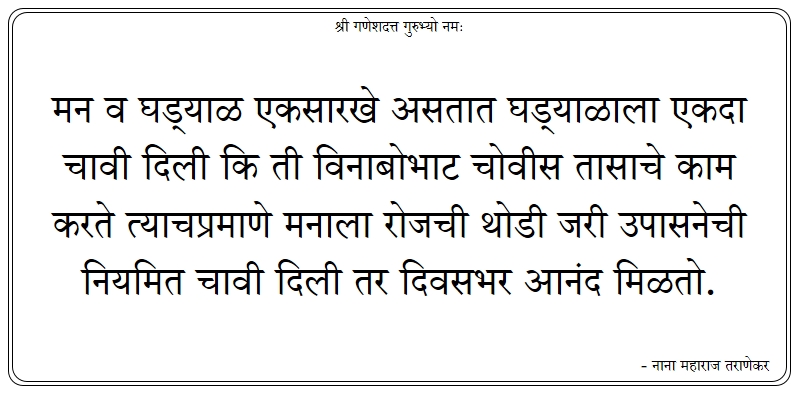 श्री गणेशदत्त गुरुभ्यो नमः
मन व घड्याळ एकसारखे असतात घड्याळाला एकदा
चावी दिली कि ती विनाबोभाट चोवीस तासाचे काम
करते त्याचप्रमाणे मनाला रोजची थोडी जरी उपासनेची
नियमित चावी दिली तर दिवसभर आनंद मिळतो.
- नाना महाराज तराणेकर